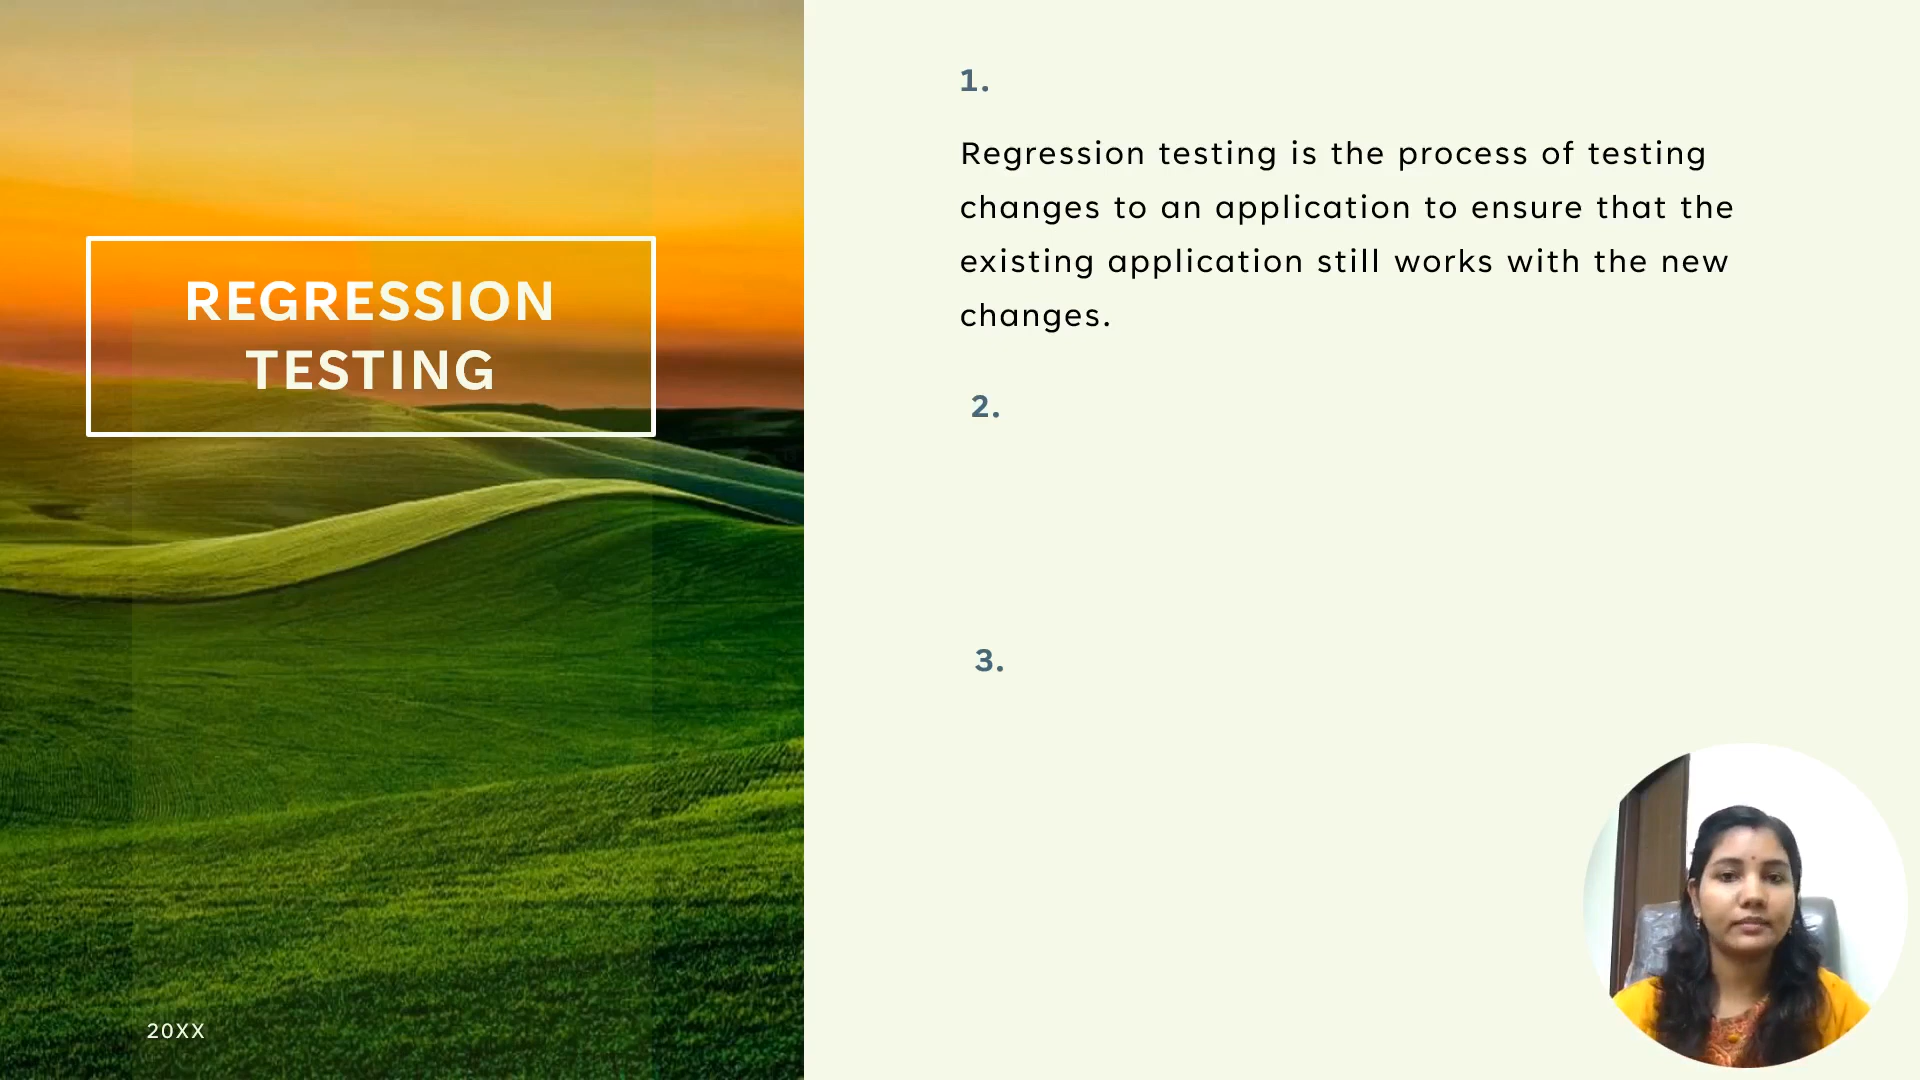 REGRESSION
TESTING
20XX
1.
Regression testing is the process of testing
changes to an application to ensure that the
existing application still works with the new
changes.
2.
3.